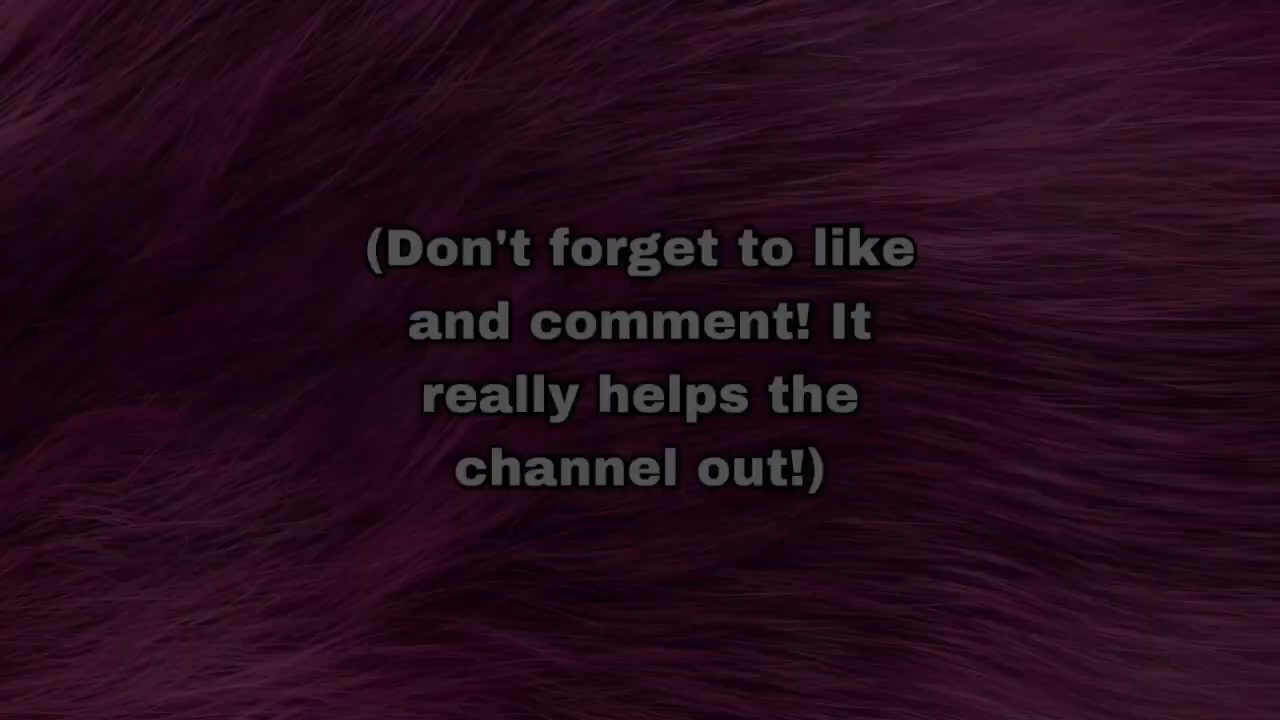 (Don't forget to like
and comment! It
really helps the
channel out!)